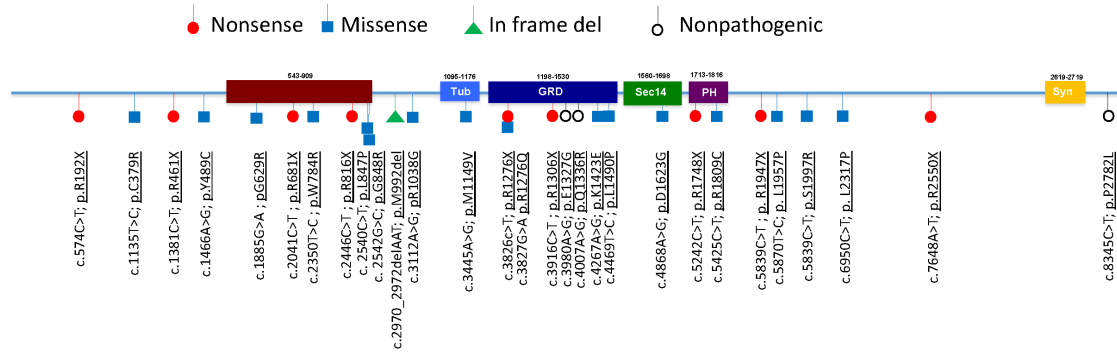 Nonsense
Missense
In frame del
Nonpathogenic
543-909
1095-1176
1198-1530
1560-1698
1713-1816
2619-2719
Tub
GRD
Sec14
PH
Syn
c.574C>T; p.R192X
c.1135T>C; p.C379R
c.1381C>T; p.R461X
c.1466A>G; p.Y489C
c.1885G>A ; pG629R
c.2041C>T ; p.R681X
c.2350T>C ; p.W784R
c.2446C>T ; p.R816X
c. 2540C>T; p.L847P
c. 2542G>C; p.G848R
c.2970_2972delAAT; p.M992del
c.3112A>G; pR1038G
c.3445A>G; p.M1149V
c.3826c>T; p.R1276X
c.3827G>A p.R1276Q
c.3916C>T ; p.R1306X
c.3980A>G; p.E1327G
c.4007A>G; p.Q1336R
c.4267A>G; p.K1423E
c.4469T>C ; p.L1490P
c.4868A>G; p.D1623G
c.5242C>T; p.R1748X
c.5425C>T; p.R1809C
c.5839C>T ; p.R1947X
c.5870T>C; p.L1957P
c.5839T>C; p.S1997R
c.6950C>T; p. L2317P
c.7648A>T; p.R2550X
c.8345C>T; p.P2782L